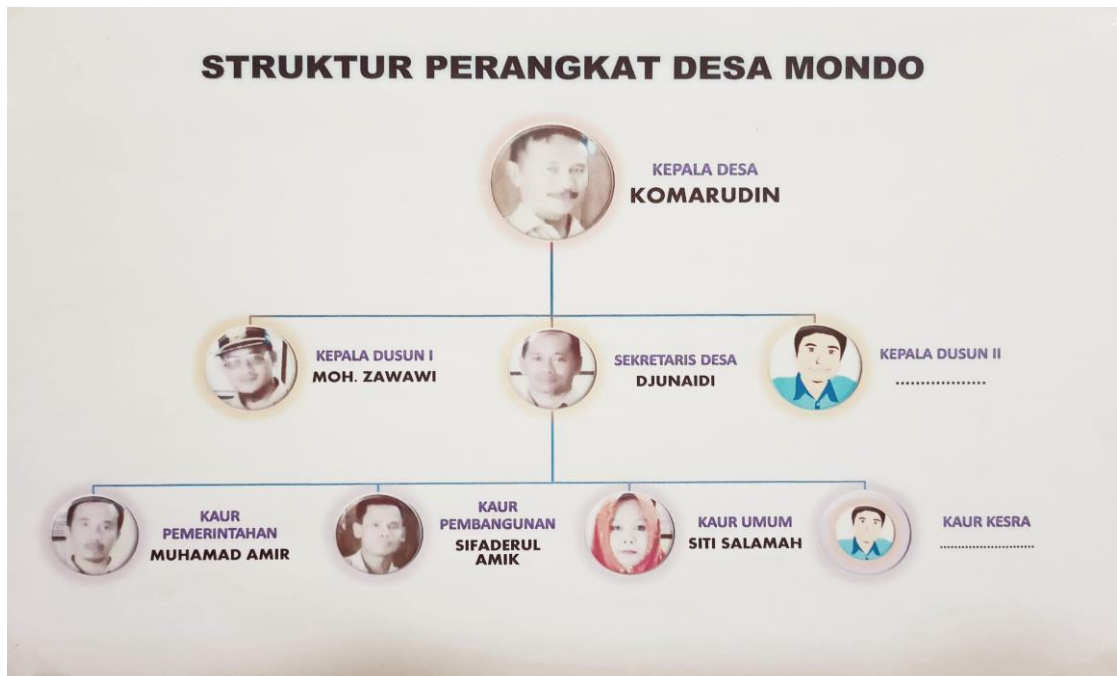 STRUKTUR PERANGKAT DESA MONDO
KEPALA DESA
KOMARUDIN
KEPALA DUSUN I
MOH. ZAWAWI
SEKRETARIS DESA
DJUNAIDI
KEPALA DUSUN II
..................
KAUR
PEMERINTAHAN
MUHAMAD AMIR
KAUR
PEMBANGUNAN
SIFADERUL
AMIK
KAUR UMUM
SITI SALAMAH
KAUR KESRA
..........................